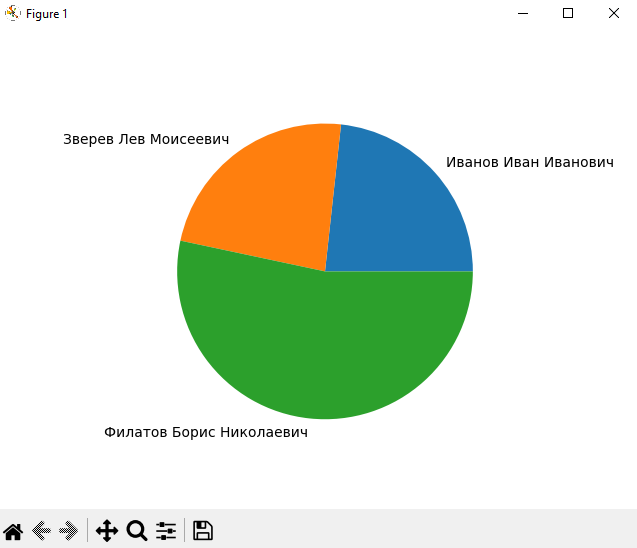 Figure 1
Зверев Лев Моисеевич
Иванов Иван Иванович
Филатов Борис Николаевич